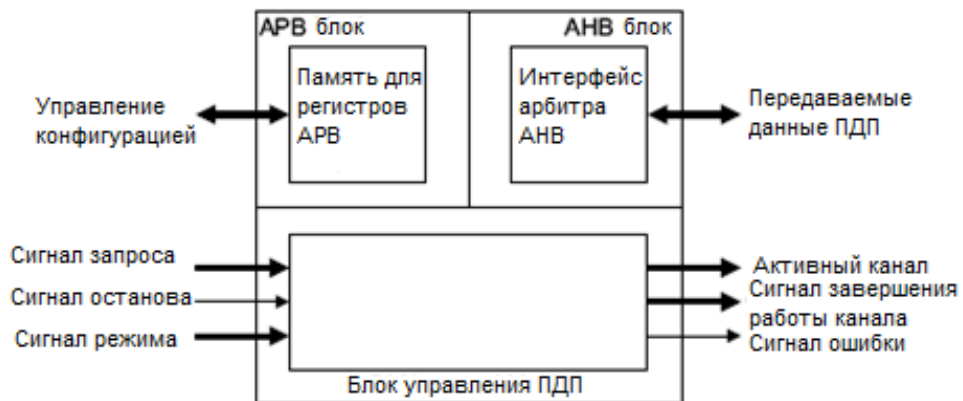 APB блок
AHB блок
Память для
регистров
APB
Интерфейс
арбитра
AHB
Управление
конфигурацией
Передаваемые
данные ПДП
Сигнал запроса
Сигнал останова
Сигнал режима
Активный канал
Сигнал завершения
работы канала
Сигнал ошибки
Блок управления ПДП